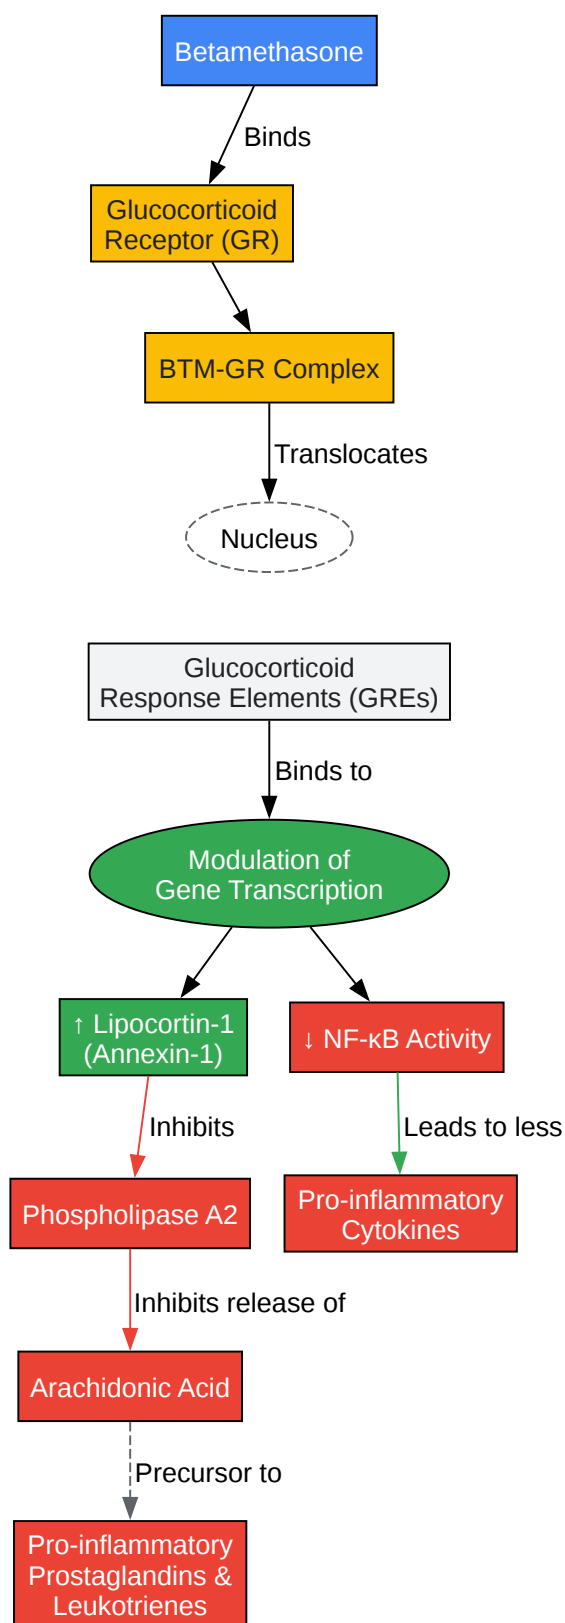 Betamethasone
Binds
Glucocorticoid
Receptor (GR)
BTM-GR Complex
Translocates
Nucleus
Glucocorticoid
Response Elements (GREs)
Binds to
Modulation of
Gene Transcription
↑ Lipocortin-1
(Annexin-1)
↓ NF-κB Activity
Inhibits
Leads to less
Phospholipase A2
Pro-inflammatory
Cytokines
Inhibits release of
Arachidonic Acid
Precursor to
Pro-inflammatory
Prostaglandins &
Leukotrienes